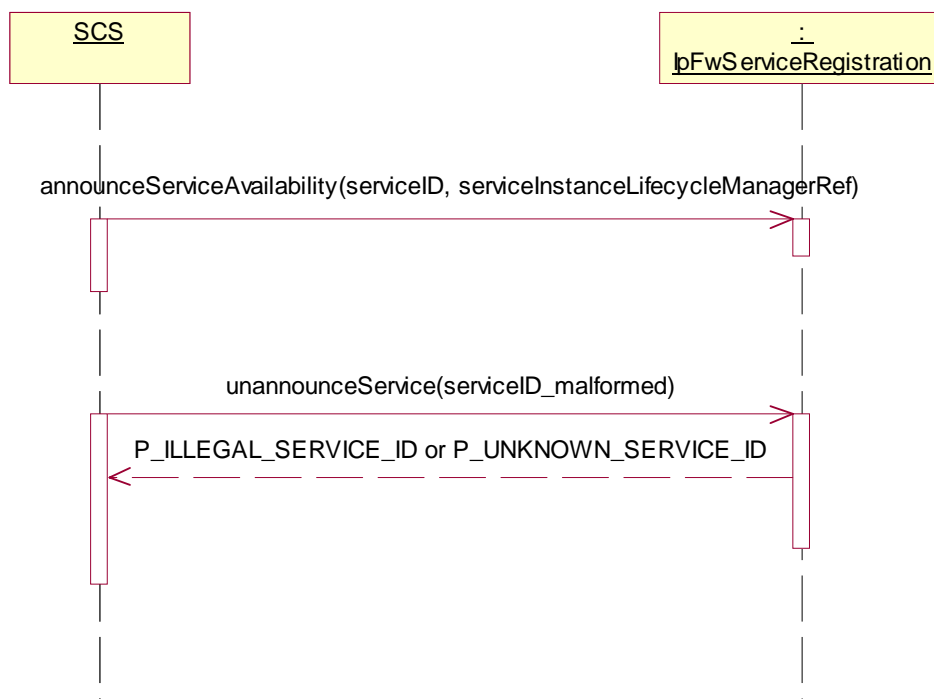 SCS
:
IpFwServiceRegistration
announceServiceAvailability(serviceID, serviceInstanceLifecycleManagerRef)
unannounceService(serviceID_malformed)
P_ILLEGAL_SERVICE_ID or P_UNKNOWN_SERVICE_ID